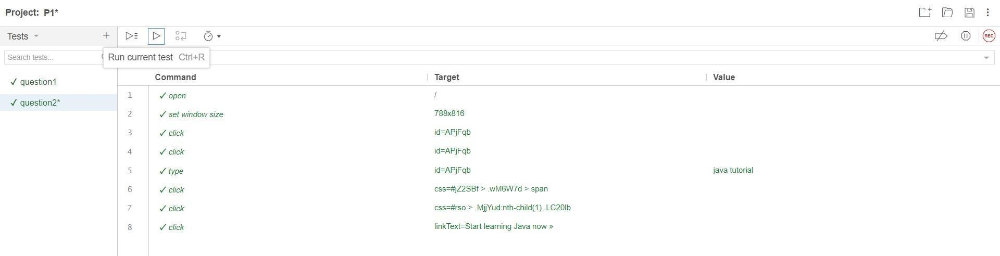 Project: P1*
Tests
REC
Search tests...
Run current test Ctrl+R
Command Target Value
✓ question1
✓ question2*
1 ✓ open /
2 ✓ set window size 788x816
3 ✓ click id=APjFqb
4 ✓ click id=APjFqb
5 ✓ type id=APjFqb java tutorial
6 ✓ click css=#jZ2SBf > .wM6W7d > span
7 ✓ click css=#rso > .MjjYud:nth-child(1) .LC20lb
8 ✓ click linkText=Start learning Java now »